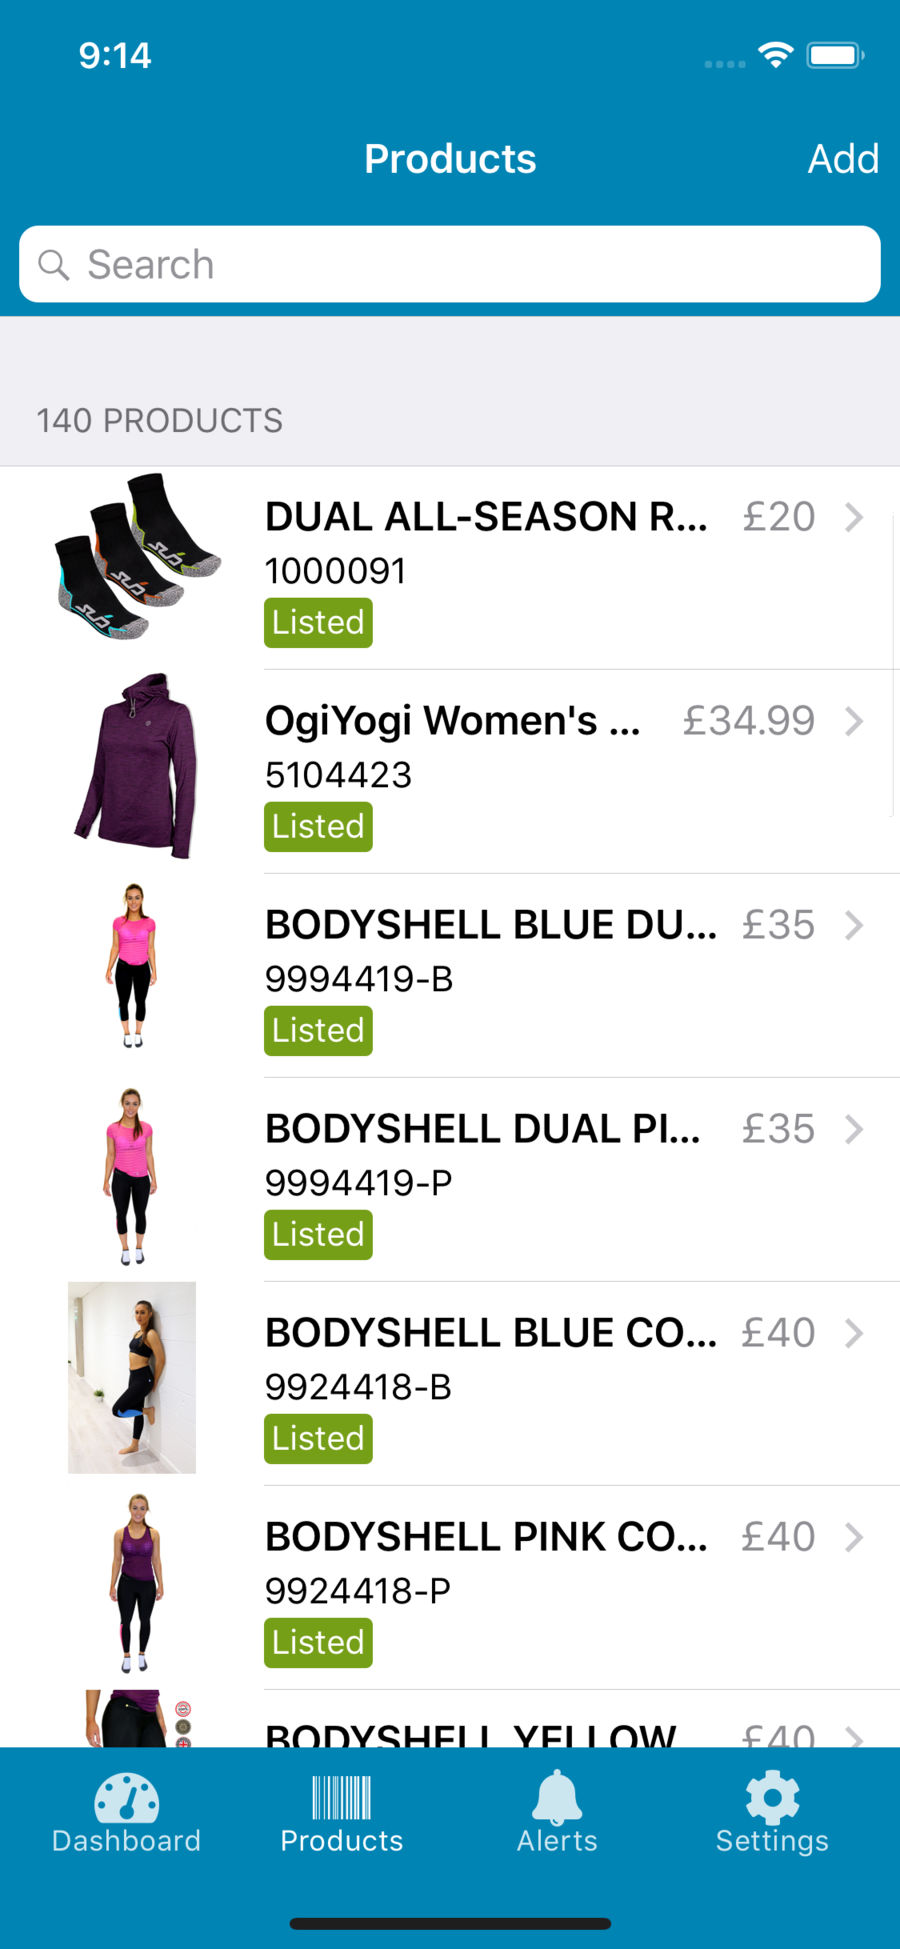 9:14
Products
Add
Search
140 PRODUCTS
DUAL ALL-SEASON R... £20
1000091
Listed
OgiYogi Women's ... £34.99
5104423
Listed
BODYSHELL BLUE DU... £35
9994419-B
Listed
BODYSHELL DUAL PI... £35
9994419-P
Listed
BODYSHELL BLUE CO... £40
9924418-B
Listed
BODYSHELL PINK CO... £40
9924418-P
Listed
BODYSHELL YELLOW £40
Dashboard
Products
Alerts
Settings